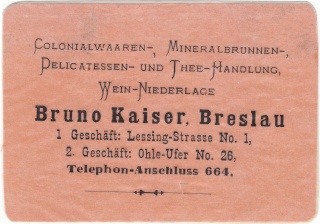 Colonialwaaren-, Mineralbrunnen-,
Delicatessen- und Thee-Handlung,
Wein-Niederlage
Bruno Kaiser, Breslau
1 Geschäft: Lessing-Strasse No. 1,
2. Geschäft: Ohle-Ufer No. 26,
Telephon-Anschluss 664.